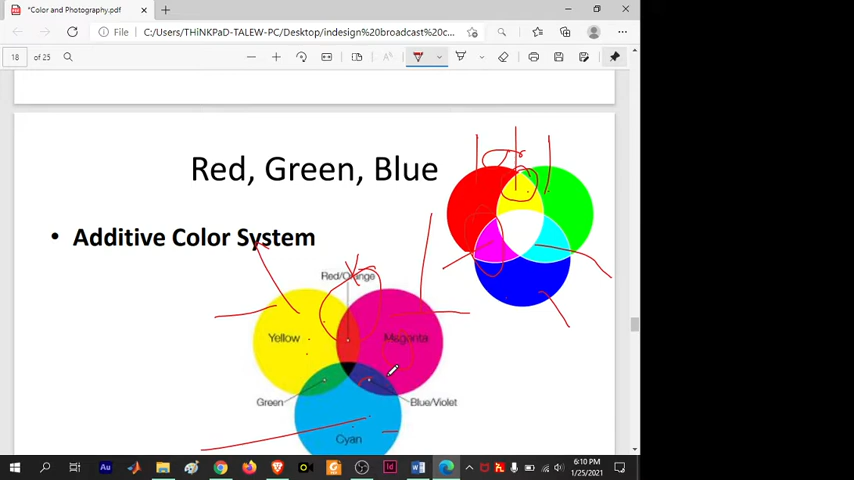 *Color and Photography.pdf
File
C:/Users/THiNKPaD-TALEW-PC/Desktop/indesign%20broadcast%20c...
18 of 25
Red, Green, Blue
• Additive Color System
Red/Orange
Yellow
Magenta
Green
Blue/Violet
Cyan
6:10 PM
1/25/2021